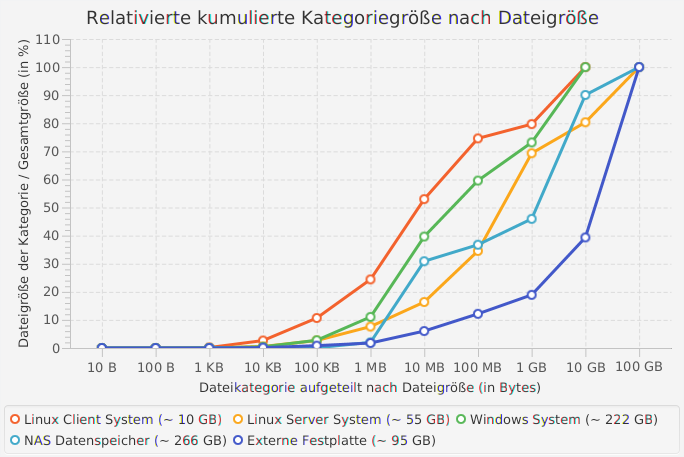 Relativierte kumulierte Kategoriegröße nach Dateigröße
Dateigröße der Kategorie / Gesamtgröße (in %)
110
100
90
80
70
60
50
40
30
20
10
0
10 B 100 B 1 KB 10 KB 100 KB 1 MB 10 MB 100 MB 1 GB 10 GB 100 GB
Dateikategorie aufgeteilt nach Dateigröße (in Bytes)
Linux Client System (~ 10 GB) Linux Server System (~ 55 GB) Windows System (~ 222 GB)
NAS Datenspeicher (~ 266 GB) Externe Festplatte (~ 95 GB)